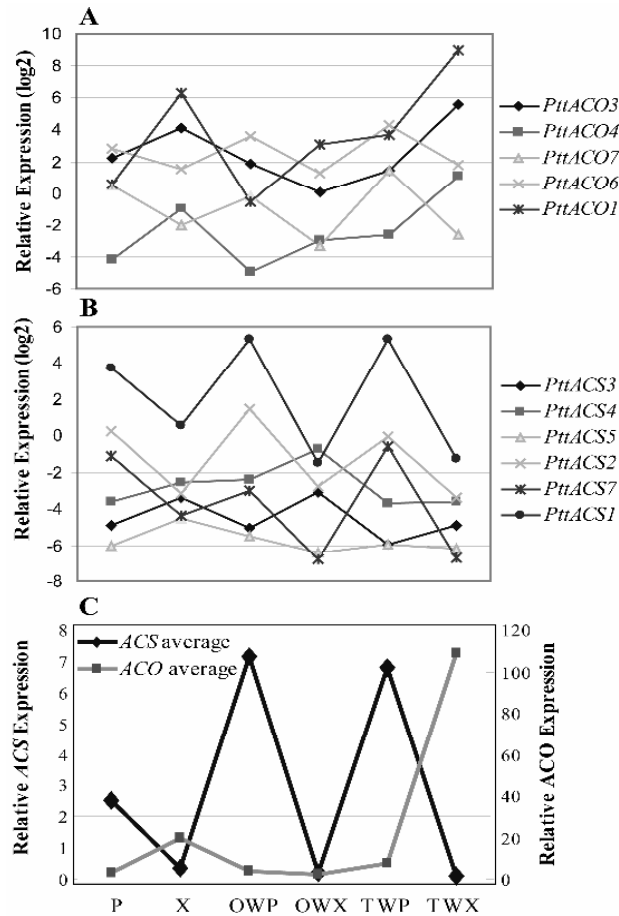 A
Relative Expression (log2)
10
8
6
4
2
0
-2
-4
-6
PttACO3
PttACO4
PttACO7
PttACO6
PttACO1
B
Relative Expression (log2)
6
4
2
0
-2
-4
-6
-8
PttACS3
PttACS4
PttACS5
PttACS2
PttACS7
PttACS1
C
Relative ACS Expression
8
7
6
5
4
3
2
1
0
ACS average
ACO average
120
100
80
60
40
20
0
Relative ACO Expression
P X OWP OWX TWP TWX